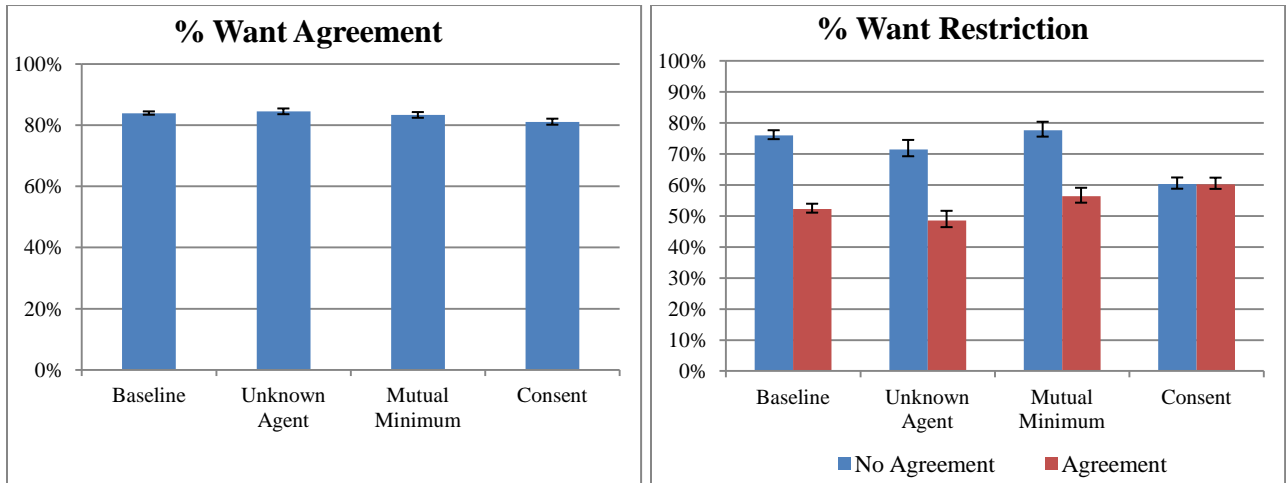 % Want Agreement
100%
80%
60%
40%
20%
0%
Baseline
Unknown
Agent
Mutual
Minimum
Consent
% Want Restriction
100%
90%
80%
70%
60%
50%
40%
30%
20%
10%
0%
Baseline
Unknown
Agent
Mutual
Minimum
Consent
No Agreement
Agreement